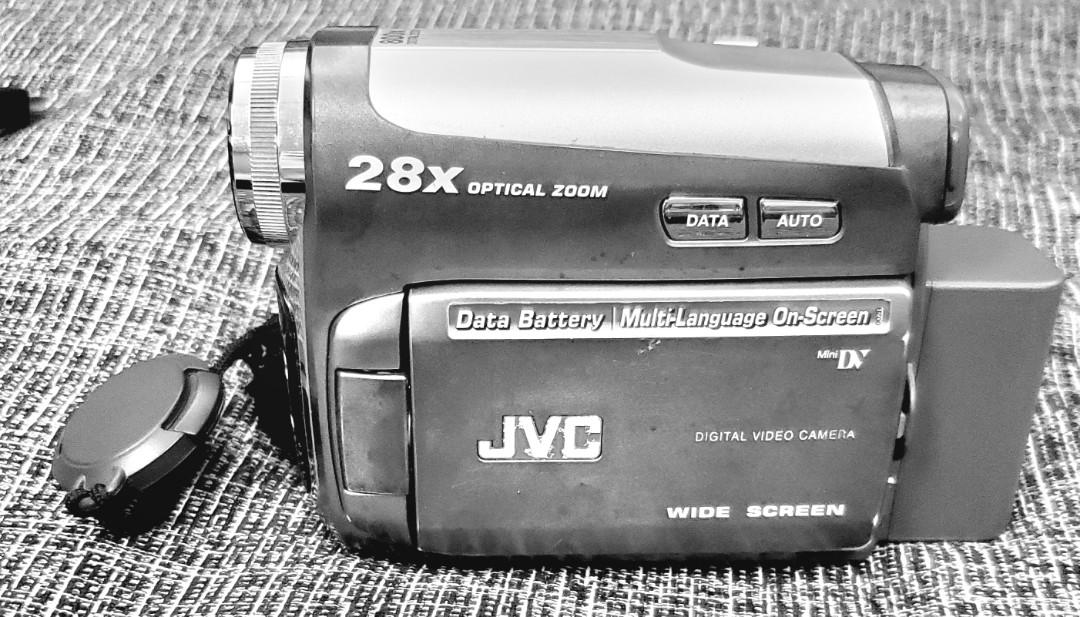 800x
28x OPTICAL ZOOM
DATA AUTO
Data Battery | Multi-Language On-Screen
Mini DV
JVC
DIGITAL VIDEO CAMERA
WIDE SCREEN